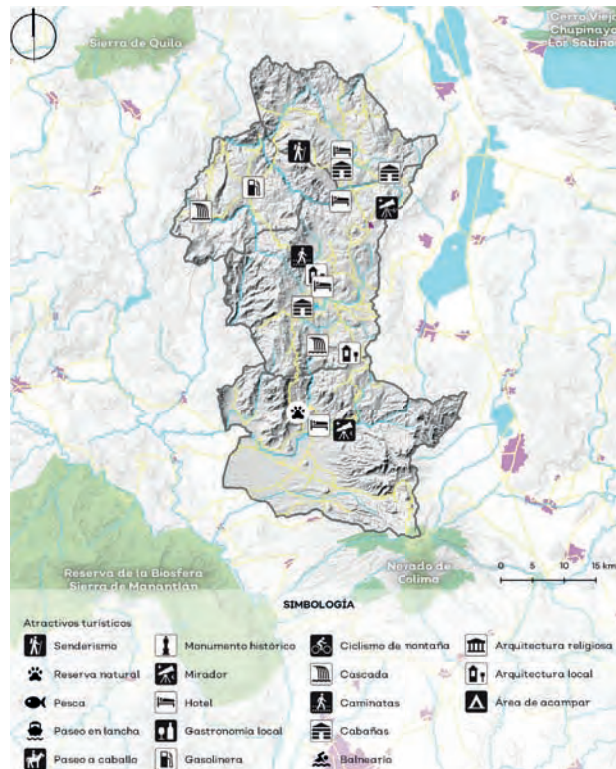 Sierra de Quila
Cerro Viejo
Chupinaya
Los Sabinos
Reserva de la Biosfera
Sierra de Manantlán
Nevado de
Colima
0 5 10 15 km
SIMBOLOGÍA
Atractivos turísticos
Senderismo
Reserva natural
Pesca
Paseo en lancha
Paseo a caballo
Monumento histórico
Mirador
Hotel
Gastronomía local
Gasolinera
Ciclismo de montaña
Cascada
Caminatas
Cabañas
Balneario
Arquitectura religiosa
Arquitectura local
Área de acampar